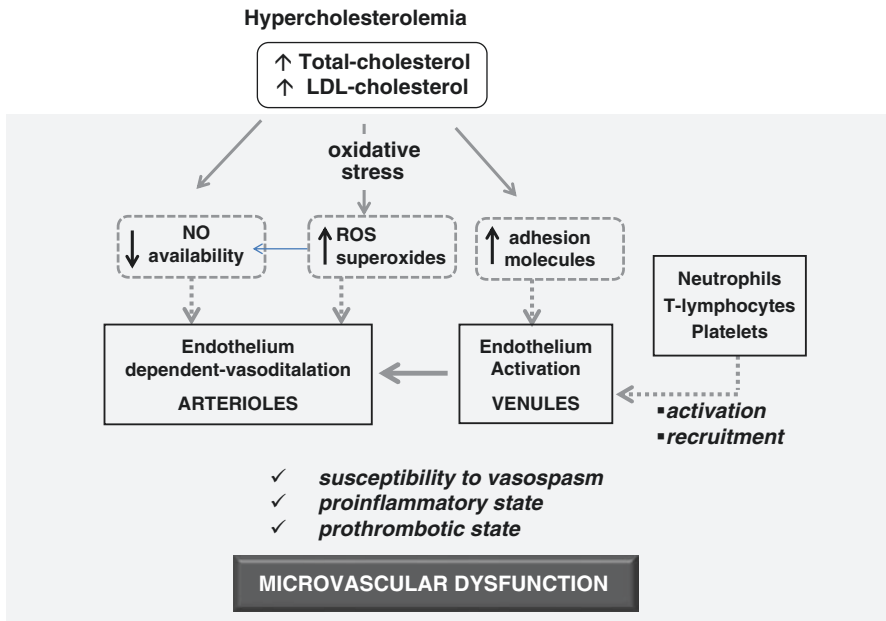 Hypercholesterolemia
↑ Total-cholesterol
↑ LDL-cholesterol
oxidative
stress
NO
availability
ROS
superoxides
adhesion
molecules
Neutrophils
T-lymphocytes
Platelets
Endothelium
dependent-vasoditalation
ARTERIOLES
Endothelium
Activation
VENULES
▪activation
▪recruitment
✓ susceptibility to vasospasm
✓ proinflammatory state
✓ prothrombotic state
MICROVASCULAR DYSFUNCTION